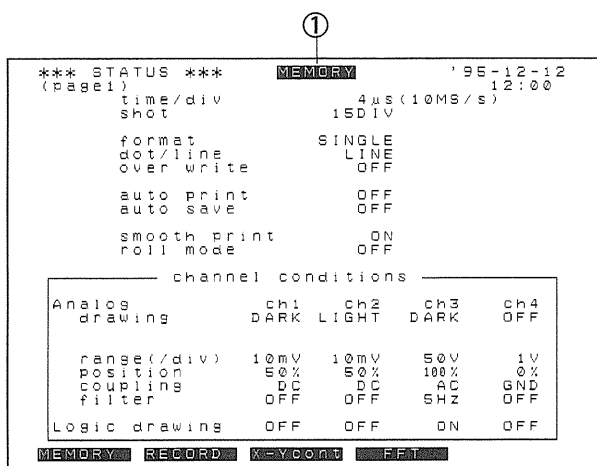 ①
*** STATUS *** MEMORY '95-12-12
(page1) 12:00
time/div 4µs(10MS/s)
shot 15DIV
format SINGLE
dot/line LINE
over write OFF
auto print OFF
auto save OFF
smooth print ON
roll mode OFF
channel conditions
Analog ch1 ch2 ch3 ch4
drawing DARK LIGHT DARK OFF
range(/div) 10mV 10mV 50V 1V
position 50% 50% 100% 0%
coupling DC DC AC GND
filter OFF OFF 5Hz OFF
Logic drawing OFF OFF ON OFF
MEMORY RECORD X-Ycont FFT